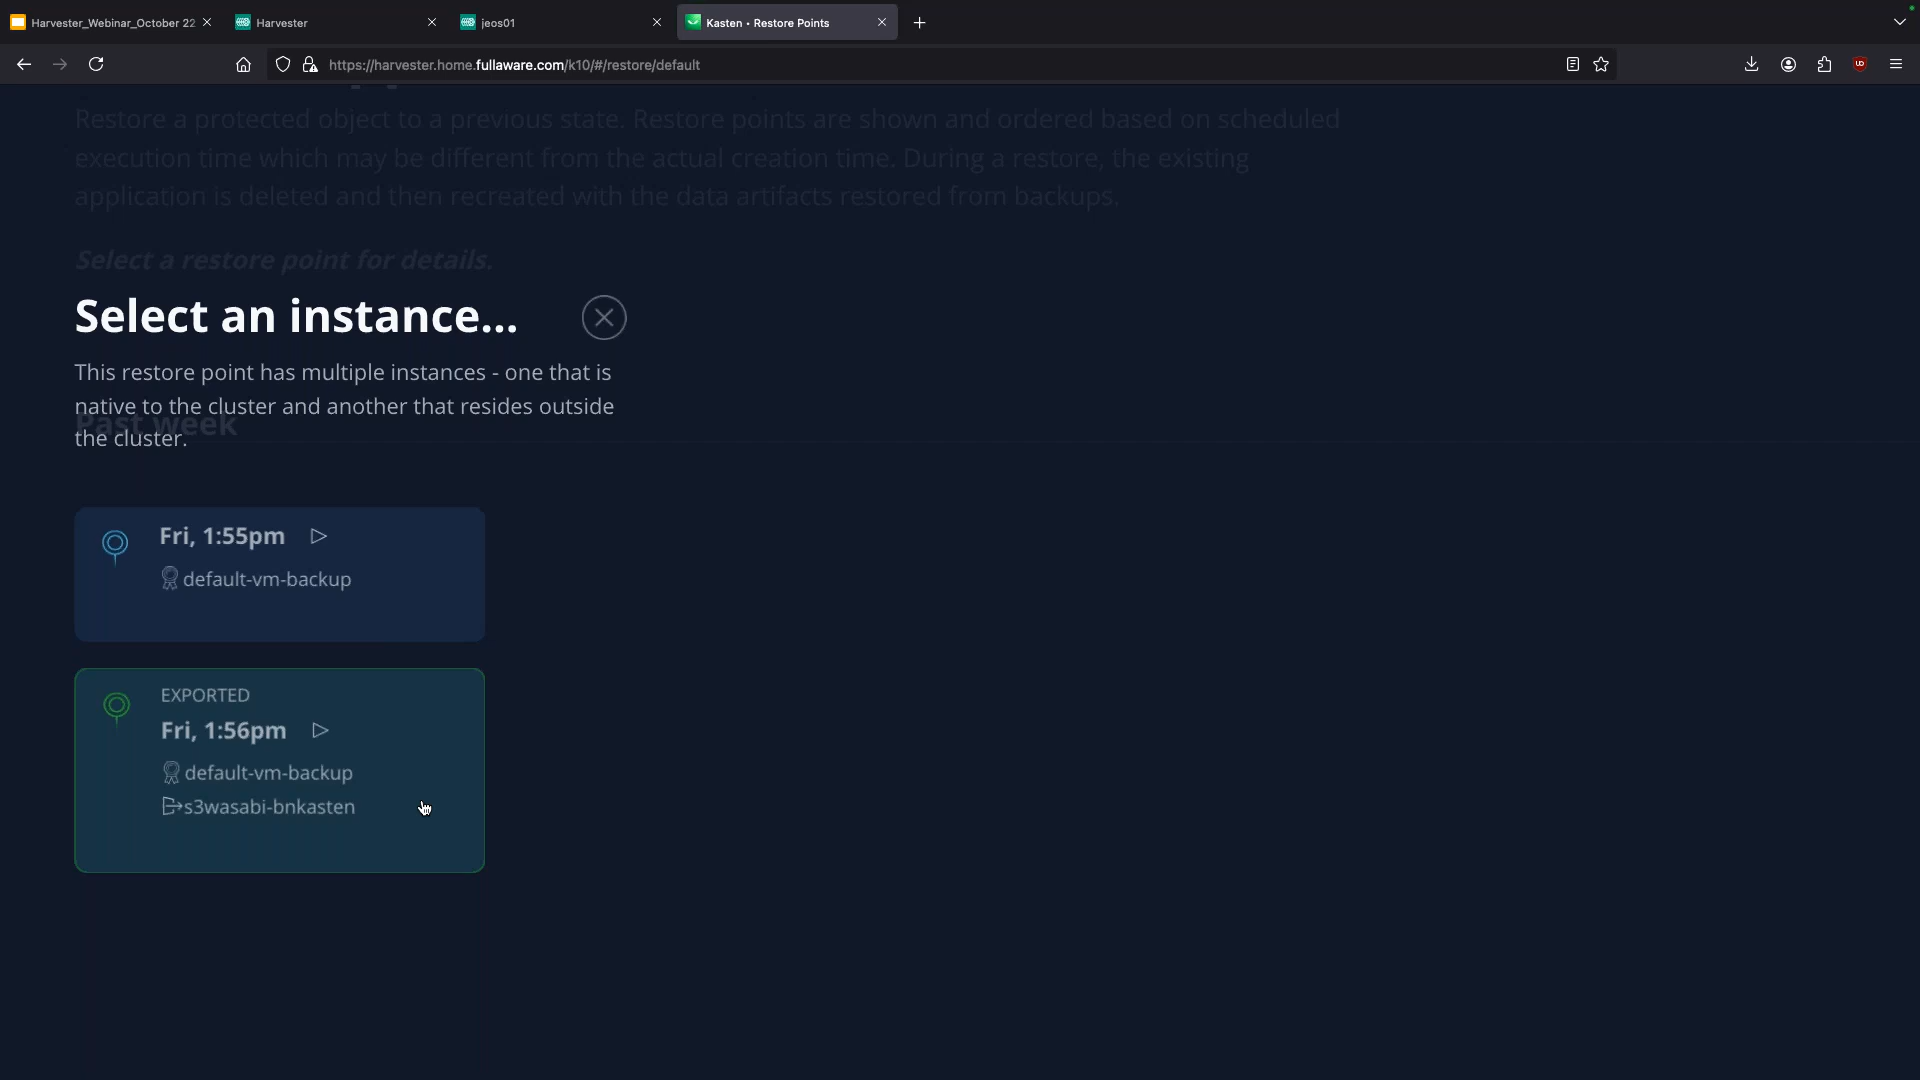 Harvester_Webinar_October 22
Harvester
jeos01
Kasten • Restore Points
https://harvester.home.fullaware.com/k10/#/restore/default
Restore a protected object to a previous state. Restore points are shown and ordered based on scheduled
execution time which may be different from the actual creation time. During a restore, the existing
application is deleted and then recreated with the data artifacts restored from backups.
Select a restore point for details.
Select an instance...
This restore point has multiple instances - one that is
native to the cluster and another that resides outside
the cluster.
Past week
Fri, 1:55pm
default-vm-backup
EXPORTED
Fri, 1:56pm
default-vm-backup
s3wasabi-bnkasten